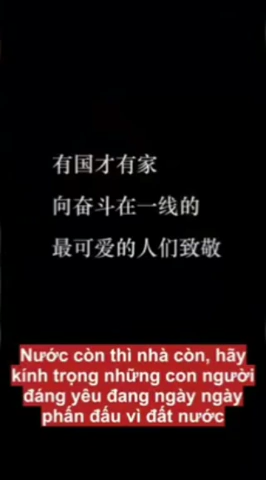 有国才有家
向奋斗在一线的
最可爱的人们致敬
Nước còn thì nhà còn, hãy
kính trọng những con người
đáng yêu đang ngày ngày
phấn đấu vì đất nước